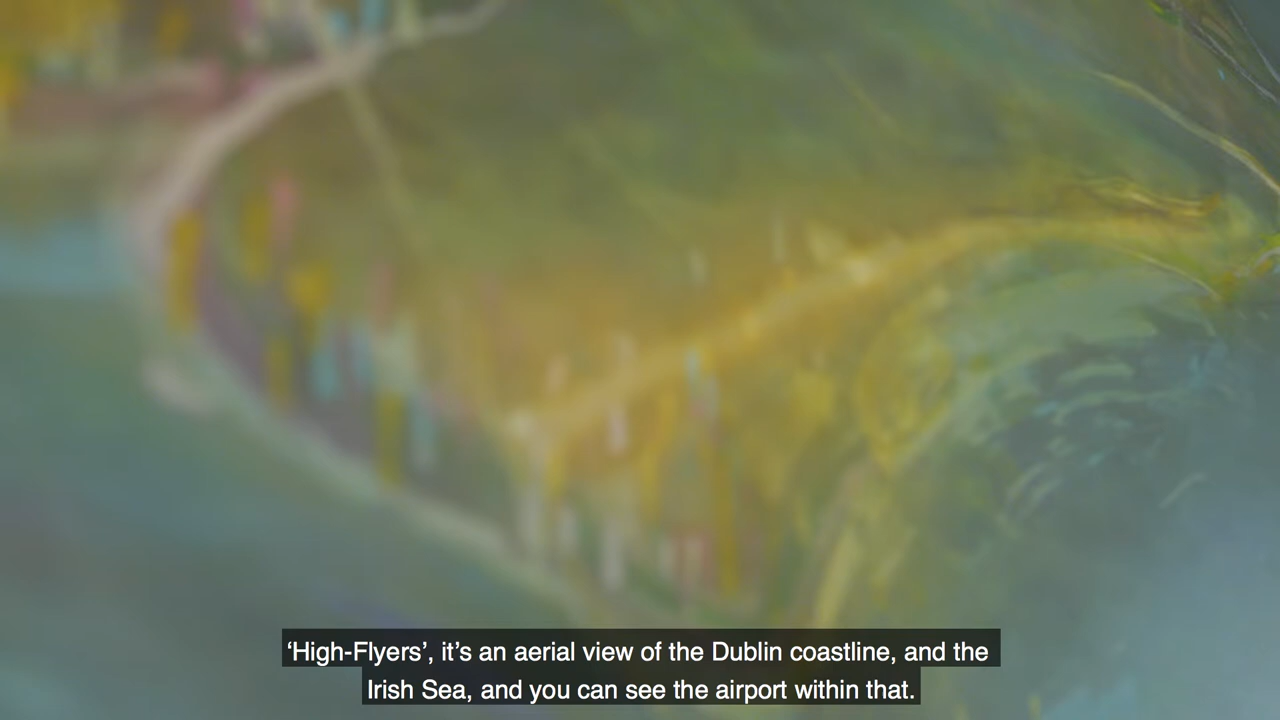 ‘High-Flyers’, it’s an aerial view of the Dublin coastline, and the
Irish Sea, and you can see the airport within that.